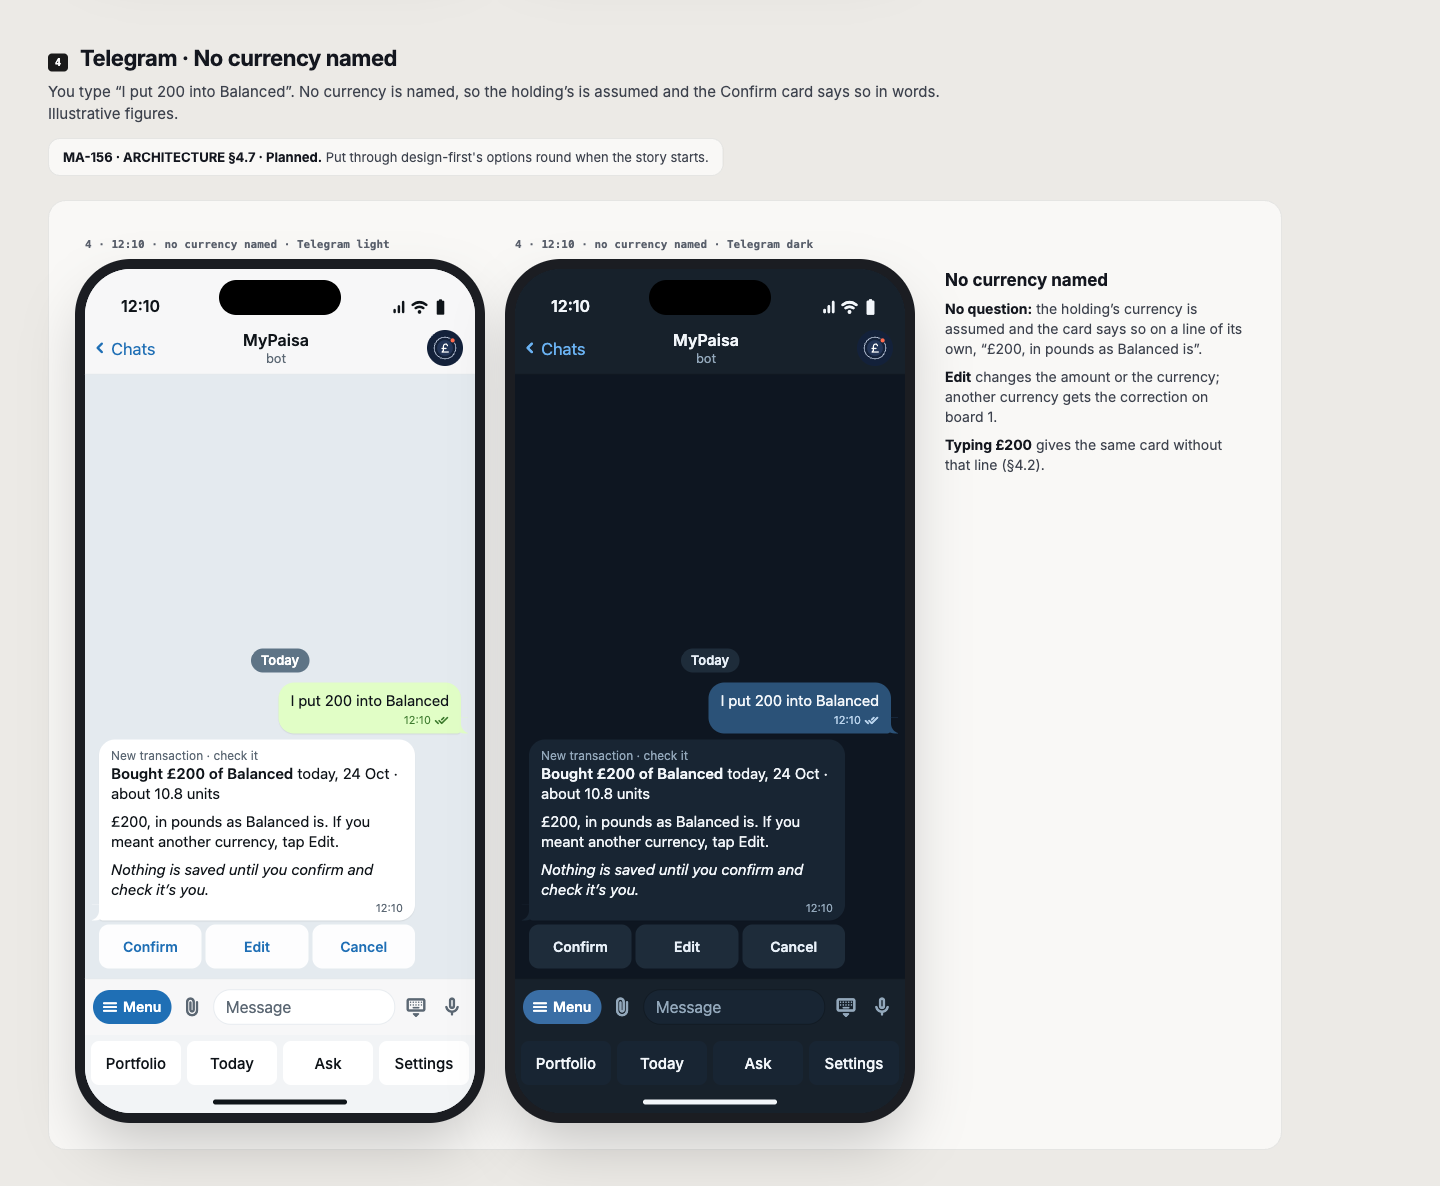 4 Telegram · No currency named
You type “I put 200 into Balanced”. No currency is named, so the holding’s is assumed and the Confirm card says so in words.
Illustrative figures.
MA-156 · ARCHITECTURE §4.7 · Planned. Put through design-first's options round when the story starts.
4 · 12:10 · no currency named · Telegram light
12:10
Chats
MyPaisa
bot
£
Today
I put 200 into Balanced
12:10
New transaction · check it
Bought £200 of Balanced today, 24 Oct ·
about 10.8 units
£200, in pounds as Balanced is. If you
meant another currency, tap Edit.
Nothing is saved until you confirm and
check it’s you.
12:10
Confirm Edit Cancel
Menu Message
Portfolio Today Ask Settings
4 · 12:10 · no currency named · Telegram dark
12:10
Chats
MyPaisa
bot
£
Today
I put 200 into Balanced
12:10
New transaction · check it
Bought £200 of Balanced today, 24 Oct ·
about 10.8 units
£200, in pounds as Balanced is. If you
meant another currency, tap Edit.
Nothing is saved until you confirm and
check it’s you.
12:10
Confirm Edit Cancel
Menu Message
Portfolio Today Ask Settings
No currency named
No question: the holding’s currency is
assumed and the card says so on a line of its
own, “£200, in pounds as Balanced is”.
Edit changes the amount or the currency;
another currency gets the correction on
board 1.
Typing £200 gives the same card without
that line (§4.2).